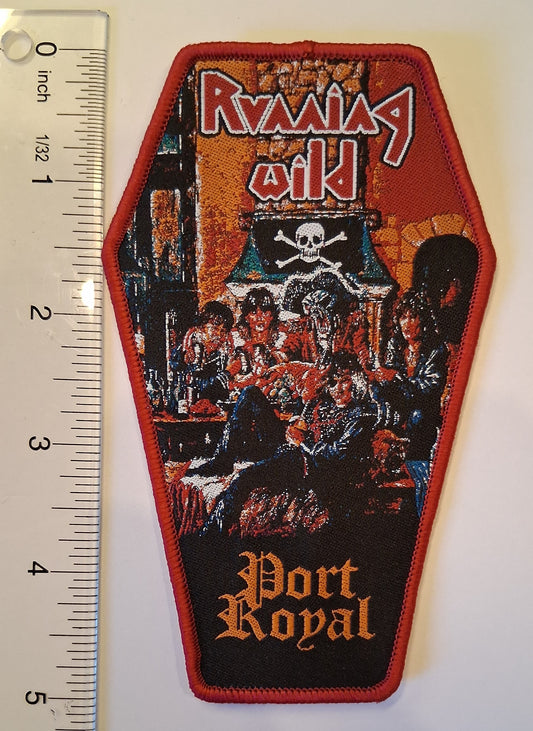 0
inch
1/32
1
2
3
4
5
Running
wild
Port
Royal